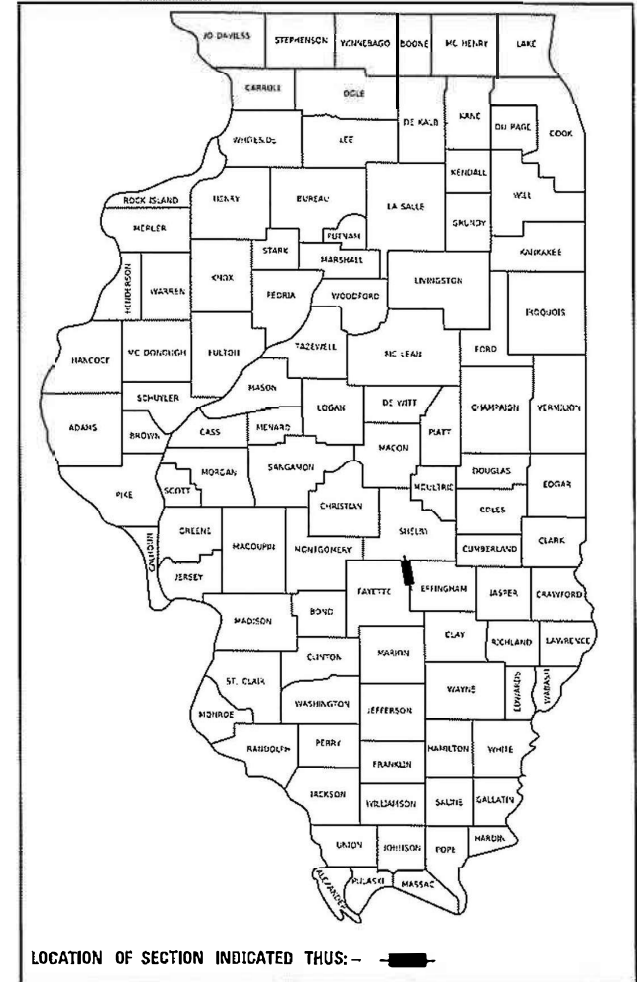 JO DAVIESS STEPHENSON WINNEBAGO BOONE MC HENRY LAKE
CARROLL OGLE
DE KALB KANE DU PAGE COOK
WHITESIDE LEE
KENDALL WILL
ROCK ISLAND HENRY BUREAU LA SALLE
MERCER PUTNAM GRUNDY
STARK MARSHALL KANKAKEE
HENDERSON WARREN KNOX PEORIA WOODFORD LIVINGSTON IROQUOIS
HANCOCK MC DONOUGH FULTON TAZEWELL MC LEAN FORD
MASON
SCHUYLER LOGAN DE WITT CHAMPAIGN VERMILION
ADAMS BROWN CASS MENARD MACON PIATT
SANGAMON DOUGLAS
PIKE SCOTT MORGAN MOULTRIE EDGAR
CHRISTIAN COLES
GREENE SHELBY
CALHOUN MACOUPIN MONTGOMERY CUMBERLAND CLARK
JERSEY
FAYETTE EFFINGHAM JASPER CRAWFORD
MADISON BOND
CLAY RICHLAND LAWRENCE
CLINTON MARION
ST. CLAIR WAYNE EDWARDS WABASH
WASHINGTON JEFFERSON
MONROE
RANDOLPH PERRY HAMILTON WHITE
FRANKLIN
JACKSON WILLIAMSON SALINE GALLATIN
UNION JOHNSON POPE HARDIN
ALEXANDER PULASKI MASSAC
LOCATION OF SECTION INDICATED THUS:-